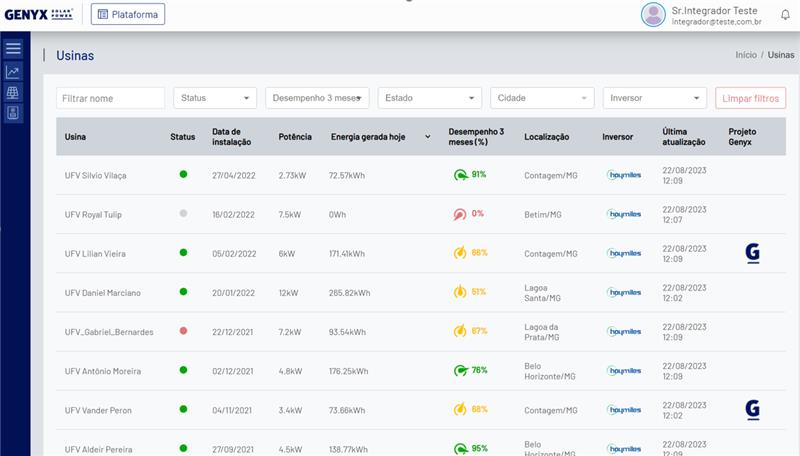 GENYX SOLAR POWER
Plataforma
Sr.Integrador Teste
integrador@teste.com.br
Usinas
Início / Usinas
Filtrar nome
Status
Desempenho 3 meses
Estado
Cidade
Inversor
Limpar filtros
Usina Status Data de instalação Potência Energia gerada hoje Desempenho 3 meses (%) Localização Inversor Última atualização Projeto Genyx
UFV Silvio Vilaça 27/04/2022 2.73kW 72.57kWh 91% Contagem/MG hoymiles 22/08/2023 12:09
UFV Royal Tulip 16/02/2022 7.5kW 0Wh 0% Betim/MG hoymiles 22/08/2023 12:07
UFV Lilian Vieira 05/02/2022 6kW 171.41kWh 66% Contagem/MG hoymiles 22/08/2023 12:09 G
UFV Daniel Marciano 20/01/2022 12kW 265.82kWh 51% Lagoa Santa/MG hoymiles 22/08/2023 12:02
UFV_Gabriel_Bernardes 22/12/2021 7.2kW 93.54kWh 67% Lagoa da Prata/MG hoymiles 22/08/2023 12:09
UFV Antônio Moreira 02/12/2021 4.8kW 176.25kWh 76% Belo Horizonte/MG hoymiles 22/08/2023 12:09
UFV Vander Peron 04/11/2021 3.4kW 73.66kWh 68% Contagem/MG hoymiles 22/08/2023 12:02 G
UFV Aldeir Pereira 27/09/2021 4.5kW 138.77kWh 95% Belo Horizonte/MG hoymiles 22/08/2023 12:09